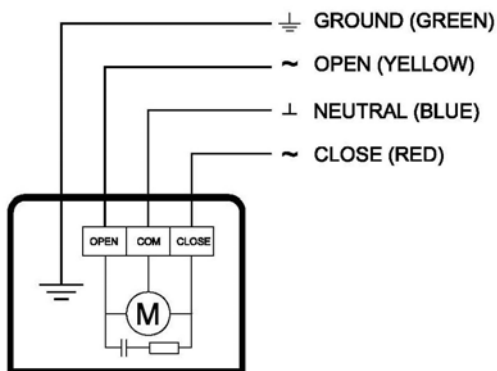 GROUND (GREEN)
~ OPEN (YELLOW)
NEUTRAL (BLUE)
~ CLOSE (RED)
OPEN COM CLOSE
M